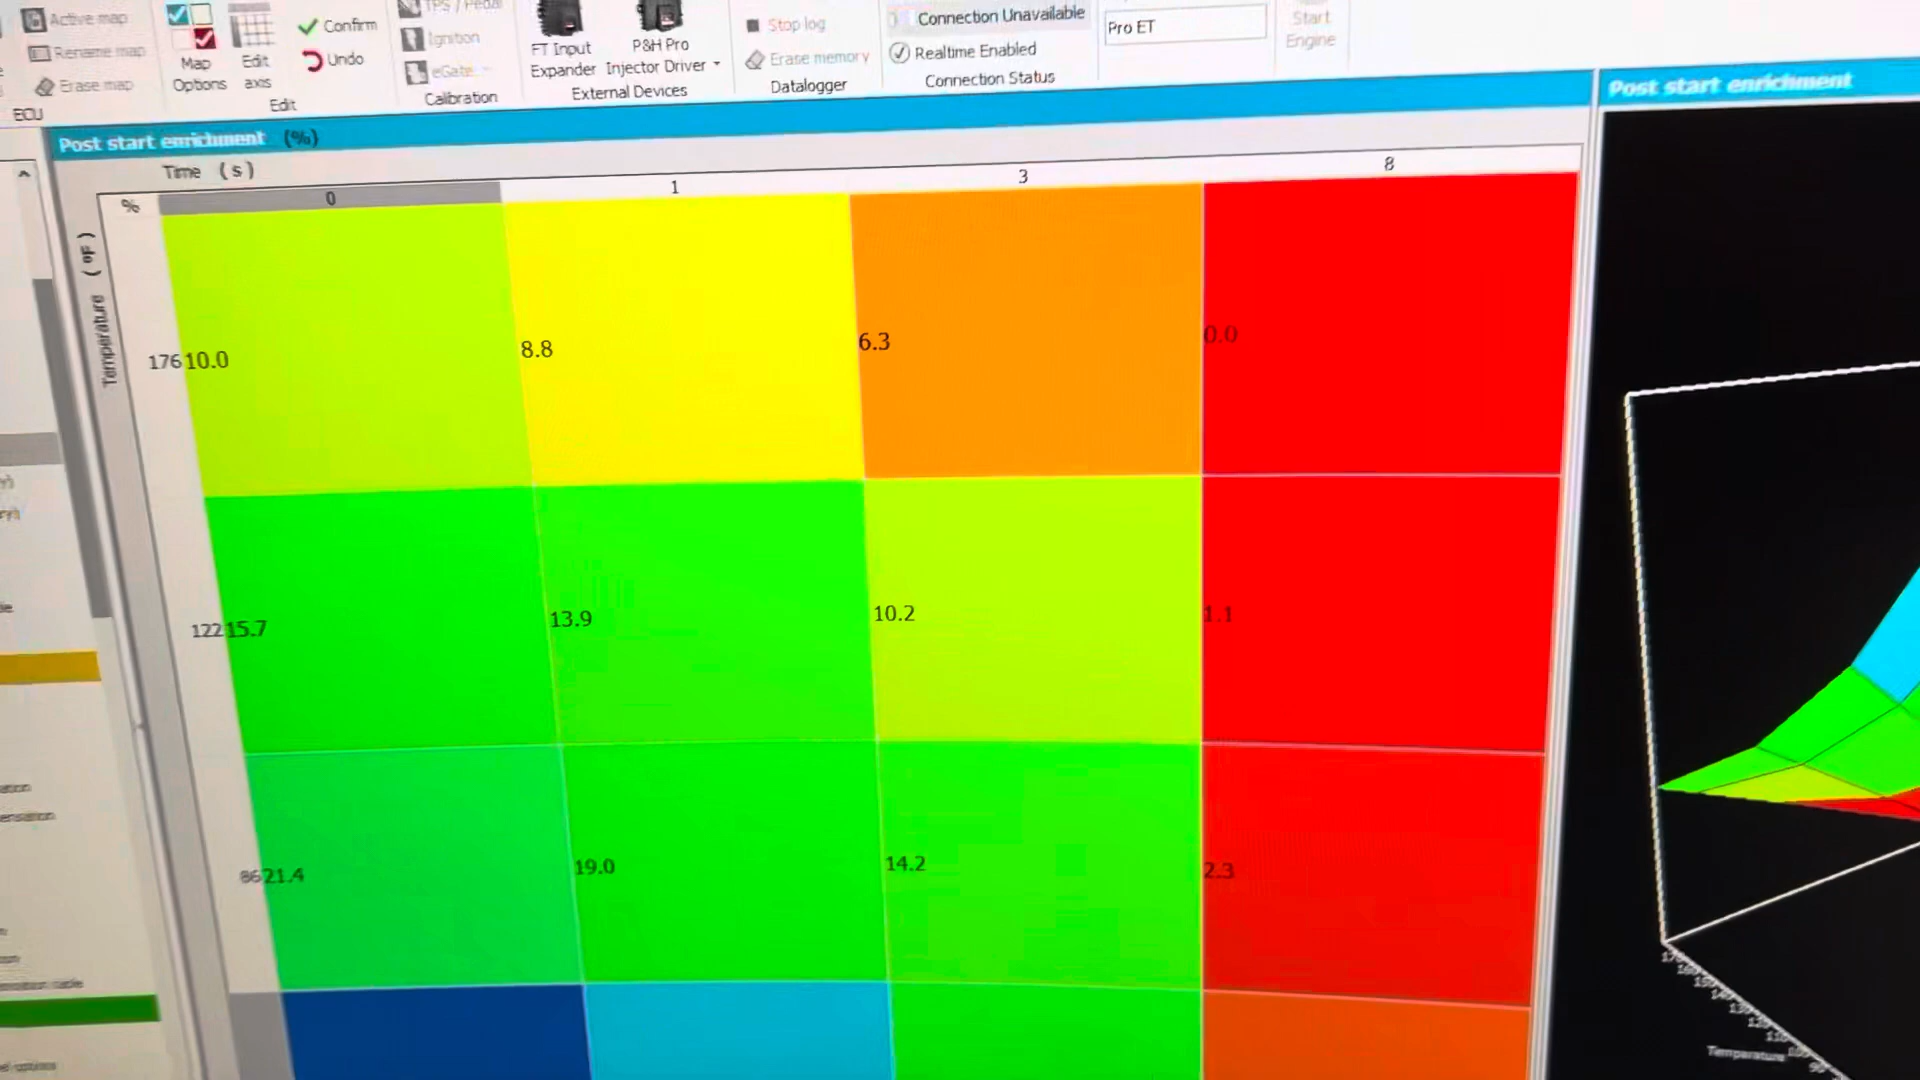 Active map
Rename map
Erase map
ECU
Map
Options
Edit
axis
Confirm
Undo
Edit
TPS / Pedal
Ignition
eGate
Calibration
FT Input
Expander
P&H Pro
Injector Driver
External Devices
Stop log
Erase memory
Datalogger
Connection Unavailable
Realtime Enabled
Connection Status
Pro ET
Start
Engine
Post start enrichment (%)
Post start enrichment
Time (s)
% 0 1 3 8
Temperature (ºF)
176 10.0 8.8 6.3 0.0
122 15.7 13.9 10.2 1.1
86 21.4 19.0 14.2 2.3
Temperature